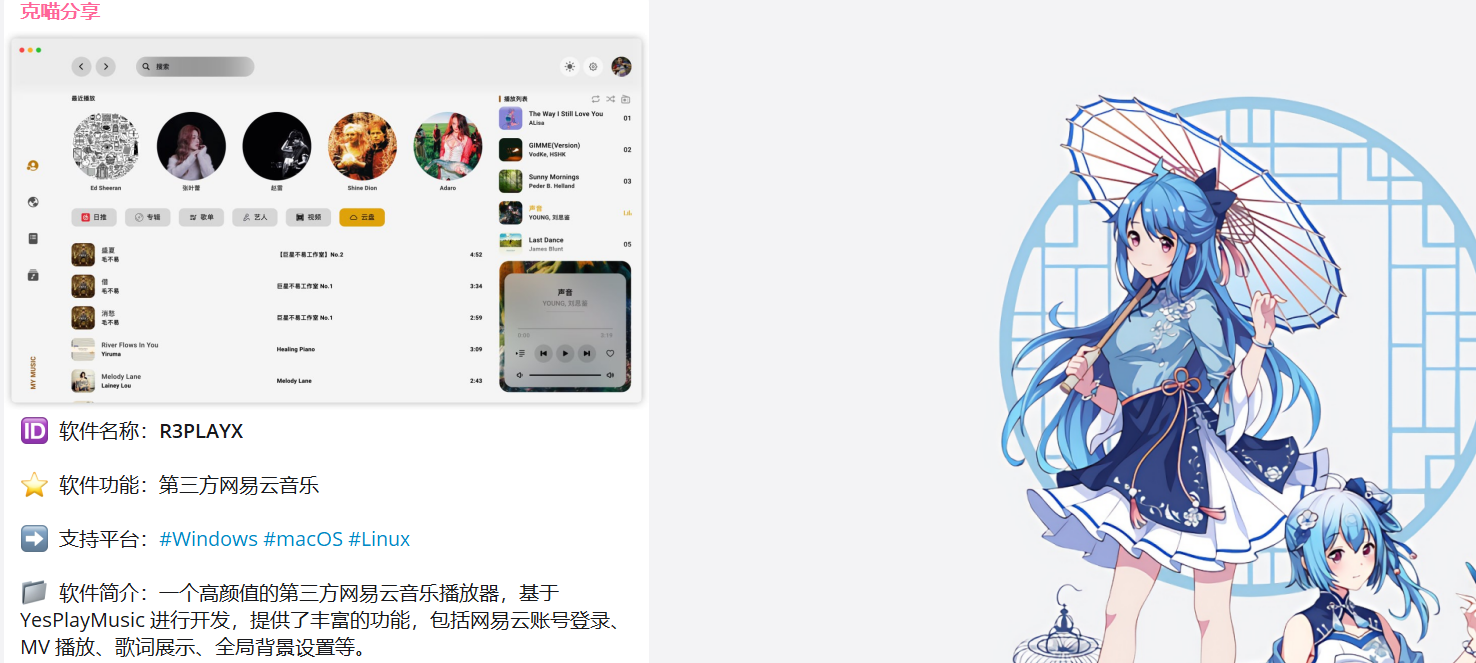 克喵分享
搜索
最近播放
Ed Sheeran
张叶蕾
赵雷
Shine Dion
Adaro
日推
专辑
歌单
艺人
视频
云盘
盛夏
毛不易
【巨星不易工作室】No.2
4:52
借
毛不易
巨星不易工作室 No.1
3:34
消愁
毛不易
巨星不易工作室 No.1
2:59
River Flows In You
Yiruma
Healing Piano
3:09
Melody Lane
Lainey Lou
Melody Lane
2:43
MY MUSIC
播放列表
The Way I Still Love You
ALisa
01
GIMME(Version)
VodKe, HSHK
02
Sunny Mornings
Peder B. Helland
03
声音
YOUNG, 刘思鉴
Last Dance
James Blunt
05
声音
YOUNG, 刘思鉴
0:00
3:19
ID 软件名称：R3PLAYX
软件功能：第三方网易云音乐
支持平台：#Windows #macOS #Linux
软件简介：一个高颜值的第三方网易云音乐播放器，基于
YesPlayMusic 进行开发，提供了丰富的功能，包括网易云账号登录、
MV 播放、歌词展示、全局背景设置等。